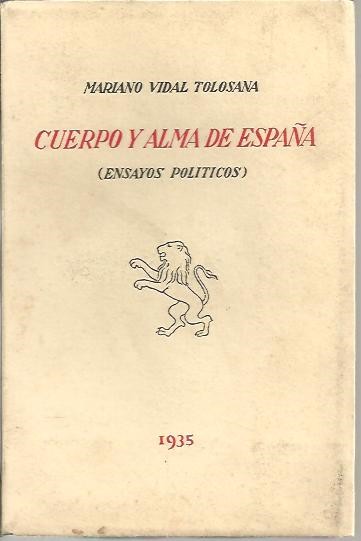 MARIANO VIDAL TOLOSANA
CUERPO Y ALMA DE ESPAÑA
(ENSAYOS POLITICOS)
1935